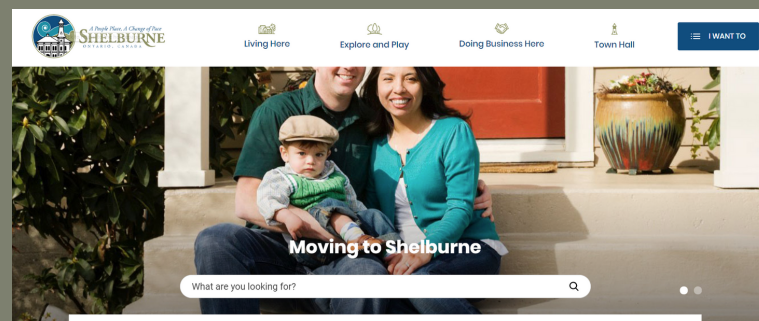 A People Place, A Change of Pace
SHELBURNE
ONTARIO, CANADA
Living Here
Explore and Play
Doing Business Here
Town Hall
I WANT TO
Moving to Shelburne
What are you looking for?